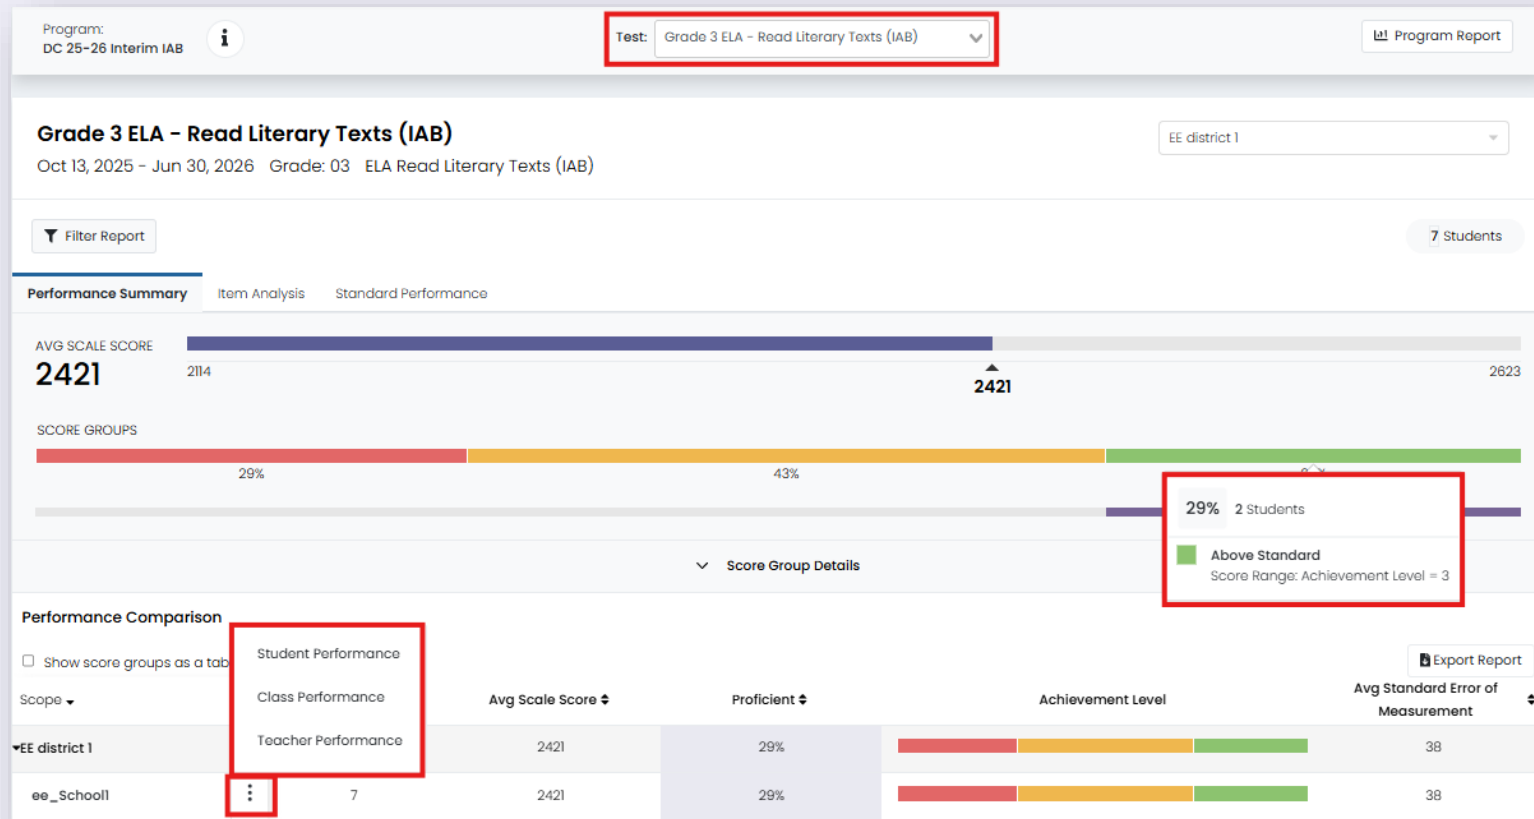 Program:
DC 25-26 Interim IAB
i
Test: Grade 3 ELA - Read Literary Texts (IAB)
Program Report
Grade 3 ELA - Read Literary Texts (IAB)
EE district 1
Oct 13, 2025 - Jun 30, 2026 Grade: 03 ELA Read Literary Texts (IAB)
Filter Report
7 Students
Performance Summary Item Analysis Standard Performance
AVG SCALE SCORE
2421
2114
2421
2623
SCORE GROUPS
29%
43%
29% 2 Students
Above Standard
Score Range: Achievement Level = 3
Score Group Details
Performance Comparison
Student Performance
Class Performance
Teacher Performance
Show score groups as a tab
Export Report
Scope Avg Scale Score Proficient Achievement Level Avg Standard Error of Measurement
EE district 1 2421 29% 38
ee_School1 7 2421 29% 38